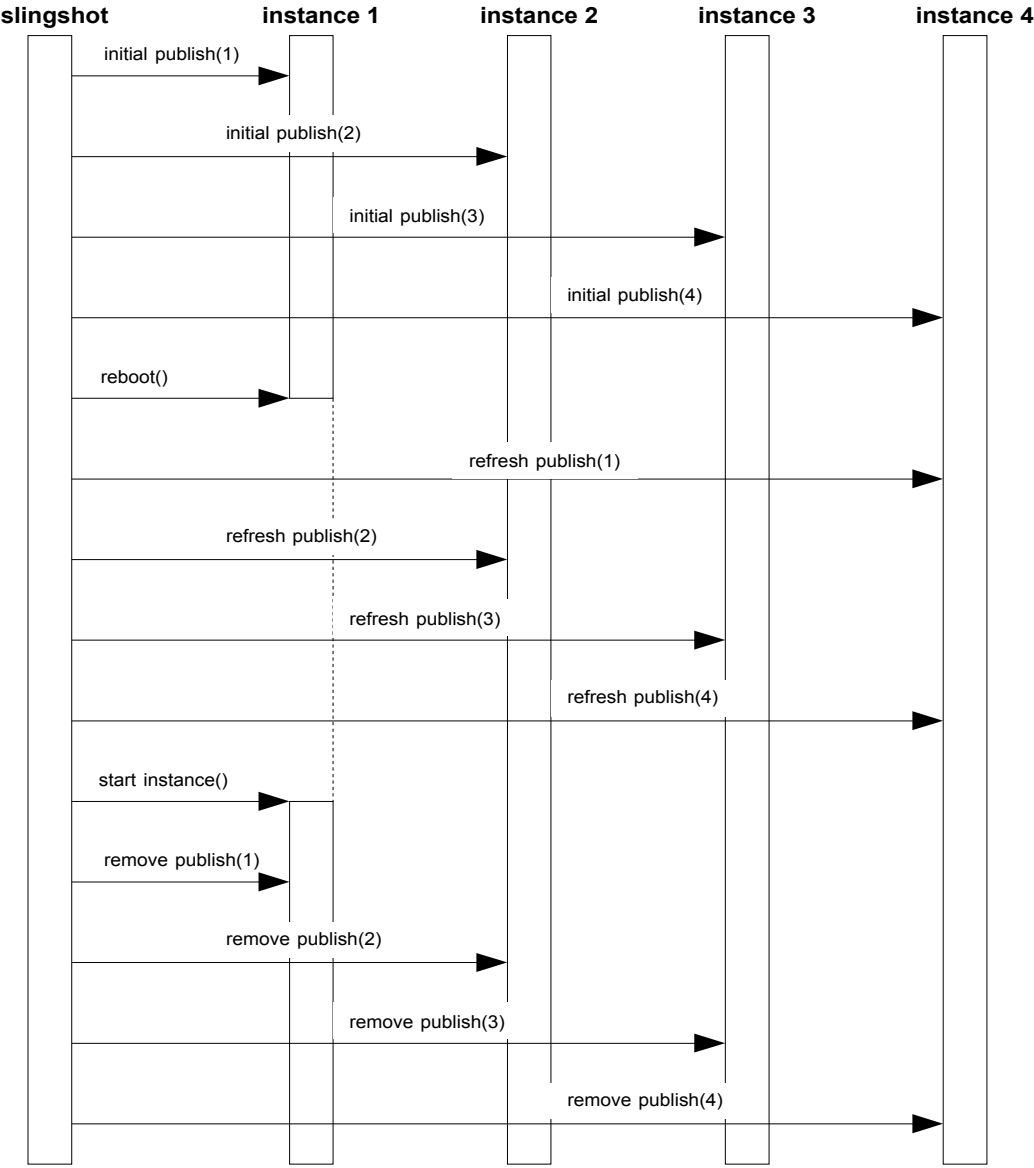 slingshot
instance 1
instance 2
instance 3
instance 4
initial publish(1)
initial publish(2)
initial publish(3)
initial publish(4)
reboot()
refresh publish(1)
refresh publish(2)
refresh publish(3)
refresh publish(4)
start instance()
remove publish(1)
remove publish(2)
remove publish(3)
remove publish(4)